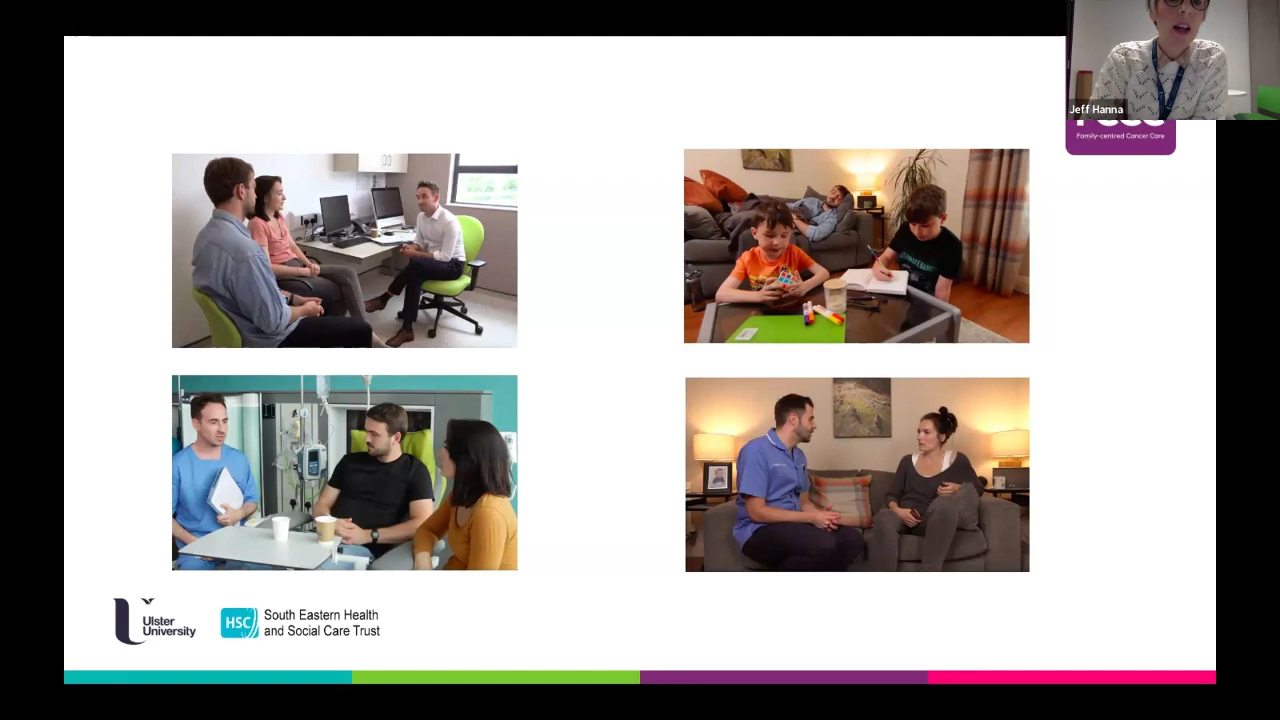 Jeff Hanna
Family-centred Cancer Care
Ulster
University
HSC
South Eastern Health
and Social Care Trust